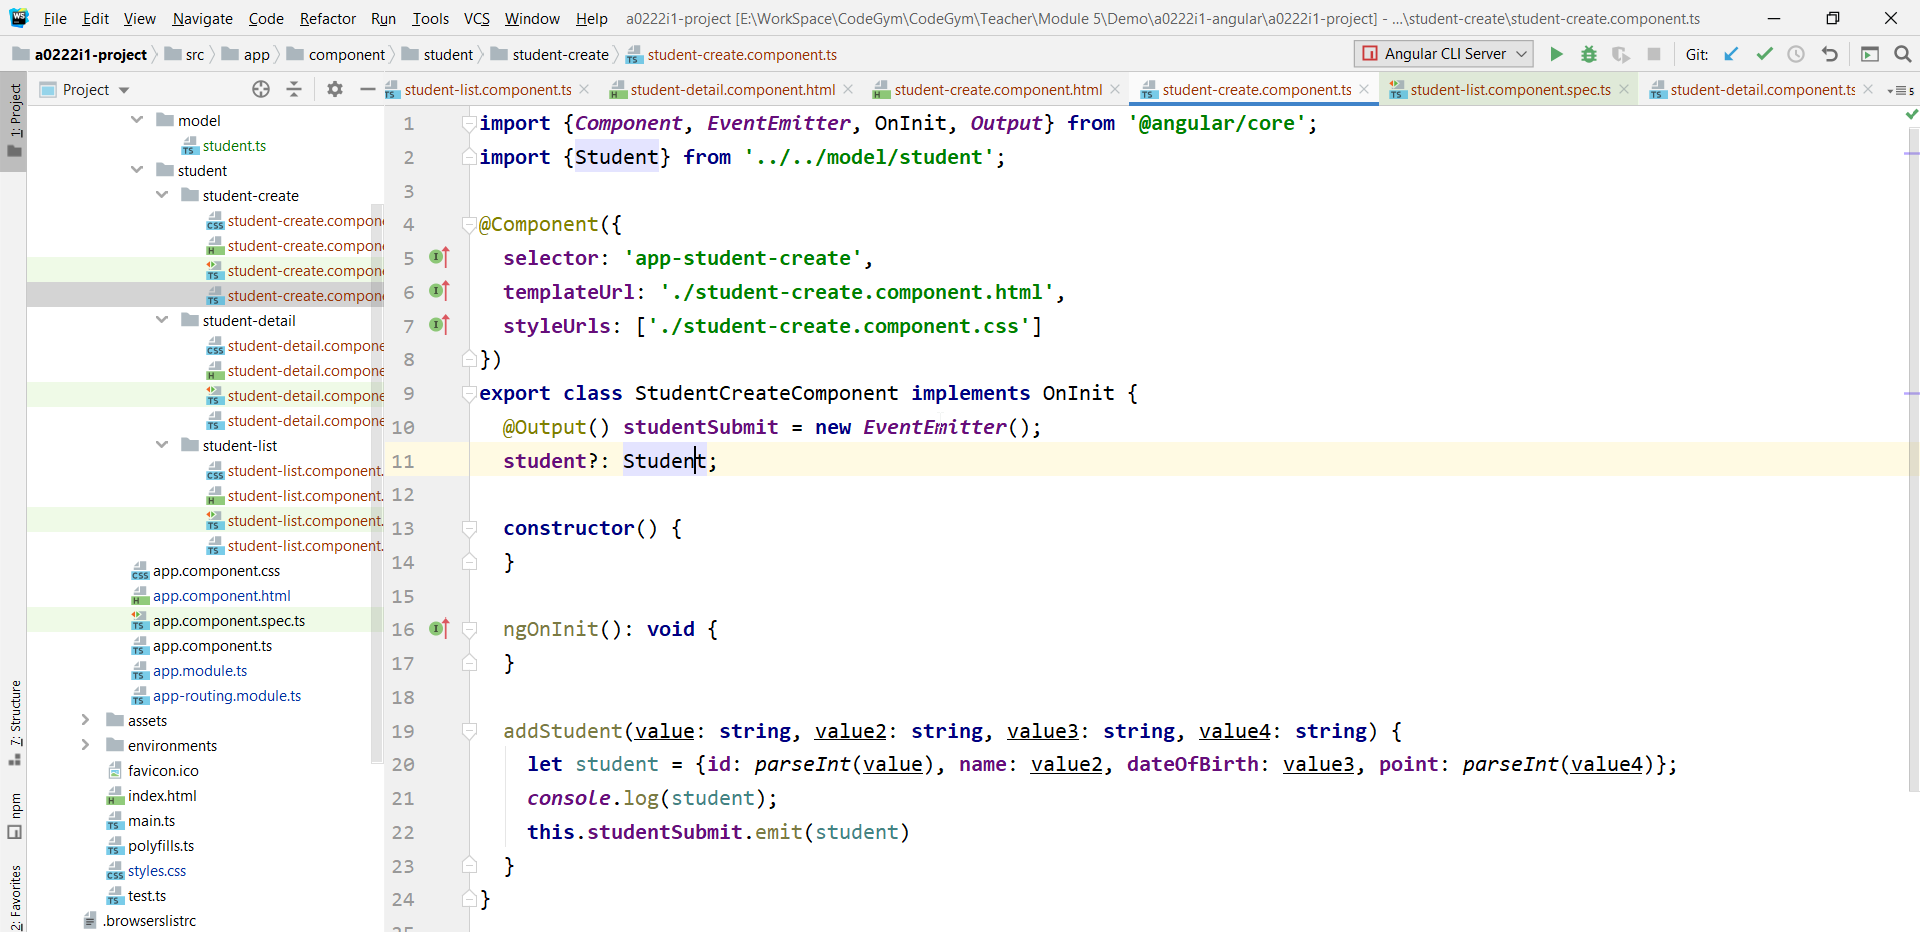 WS File Edit View Navigate Code Refactor Run Tools VCS Window Help a0222i1-project [E:\WorkSpace\CodeGym\CodeGym\Teacher\Module 5\Demo\a0222i1-angular\a0222i1-project] - ...\student-create\student-create.component.ts
a0222i1-project src app component student student-create student-create.component.ts Angular CLI Server Git:
Project student-list.component.ts student-detail.component.html student-create.component.html student-create.component.ts student-list.component.spec.ts student-detail.component.ts 5
1: Project
7: Structure
npm
2: Favorites
model
student.ts
student
student-create
student-create.compon
student-create.compon
student-create.compon
student-create.compon
student-detail
student-detail.compone
student-detail.compone
student-detail.compone
student-detail.compone
student-list
student-list.component.
student-list.component.
student-list.component.
student-list.component.
app.component.css
app.component.html
app.component.spec.ts
app.component.ts
app.module.ts
app-routing.module.ts
assets
environments
favicon.ico
index.html
main.ts
polyfills.ts
styles.css
test.ts
.browserslistrc
1 import {Component, EventEmitter, OnInit, Output} from '@angular/core';
2 import {Student} from '../../model/student';
3
4 @Component({
5 selector: 'app-student-create',
6 templateUrl: './student-create.component.html',
7 styleUrls: ['./student-create.component.css']
8 })
9 export class StudentCreateComponent implements OnInit {
10 @Output() studentSubmit = new EventEmitter();
11 student?: Student;
12
13 constructor() {
14 }
15
16 ngOnInit(): void {
17 }
18
19 addStudent(value: string, value2: string, value3: string, value4: string) {
20 let student = {id: parseInt(value), name: value2, dateOfBirth: value3, point: parseInt(value4)};
21 console.log(student);
22 this.studentSubmit.emit(student)
23 }
24 }